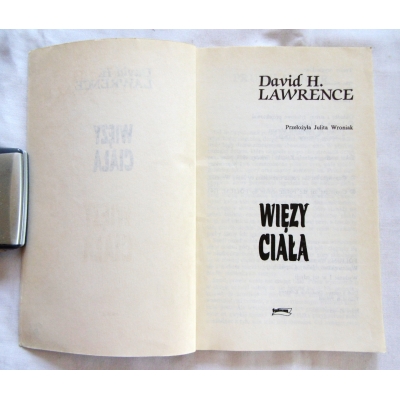 David H.
LAWRENCE
Przełożyła Julita Wroniak
WIĘZY
CIAŁA